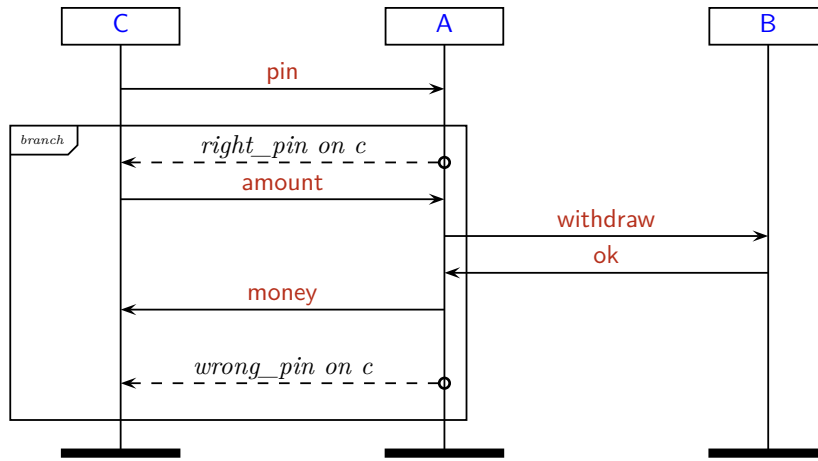 C A B
pin
branch
right_pin on c
amount
withdraw
ok
money
wrong_pin on c